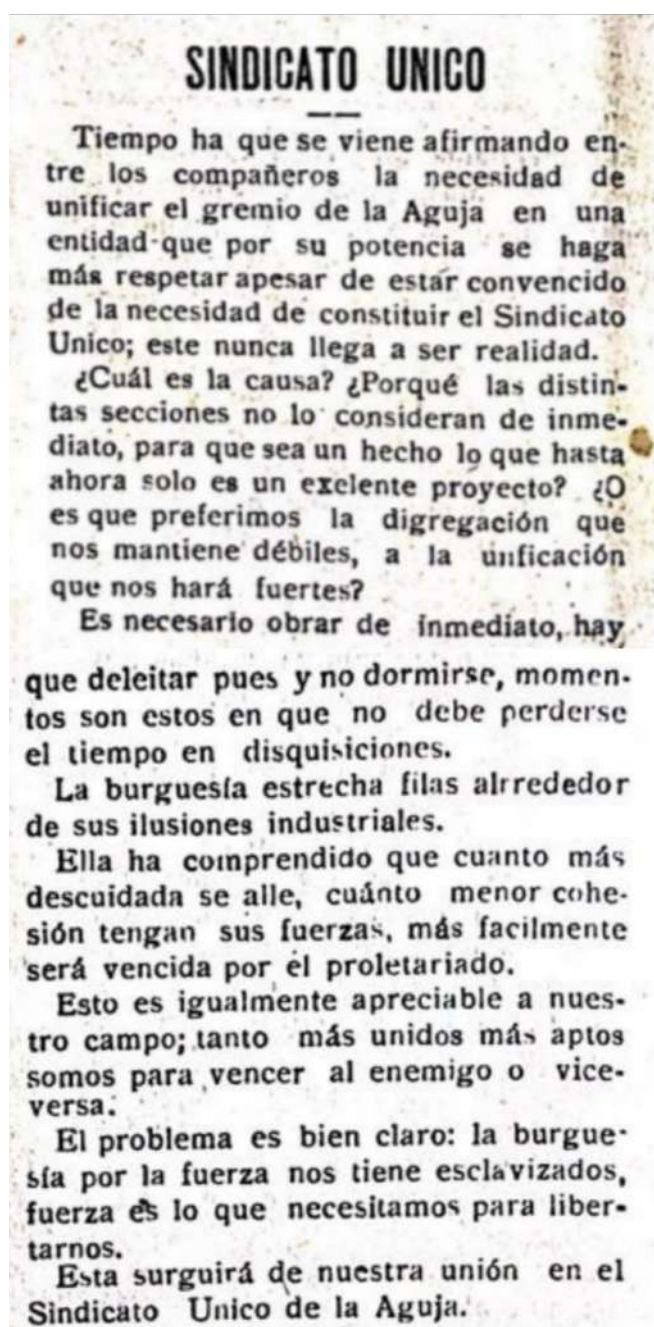 SINDICATO UNICO
Tiempo ha que se viene afirmando en-
tre los compañeros la necesidad de
unificar el gremio de la Aguja en una
entidad que por su potencia se haga
más respetar apesar de estar convencido
de la necesidad de constituir el Sindicato
Unico; este nunca llega a ser realidad.
¿Cuál es la causa? ¿Porqué las distin-
tas secciones no lo consideran de inme-
diato, para que sea un hecho lo que hasta
ahora solo es un exelente proyecto? ¿O
es que preferimos la digregación que
nos mantiene débiles, a la unficación
que nos hará fuertes?
Es necesario obrar de inmediato, hay
que deleitar pues y no dormirse, momen-
tos son estos en que no debe perderse
el tiempo en disquisiciones.
La burguesía estrecha filas alrrededor
de sus ilusiones industriales.
Ella ha comprendido que cuanto más
descuidada se alle, cuánto menor cohe-
sión tengan sus fuerzas, más facilmente
será vencida por el proletariado.
Esto es igualmente apreciable a nues-
tro campo; tanto más unidos más aptos
somos para vencer al enemigo o vice-
versa.
El problema es bien claro: la burgue-
sía por la fuerza nos tiene esclavizados,
fuerza es lo que necesitamos para liber-
tarnos.
Esta surguirá de nuestra unión en el
Sindicato Unico de la Aguja.